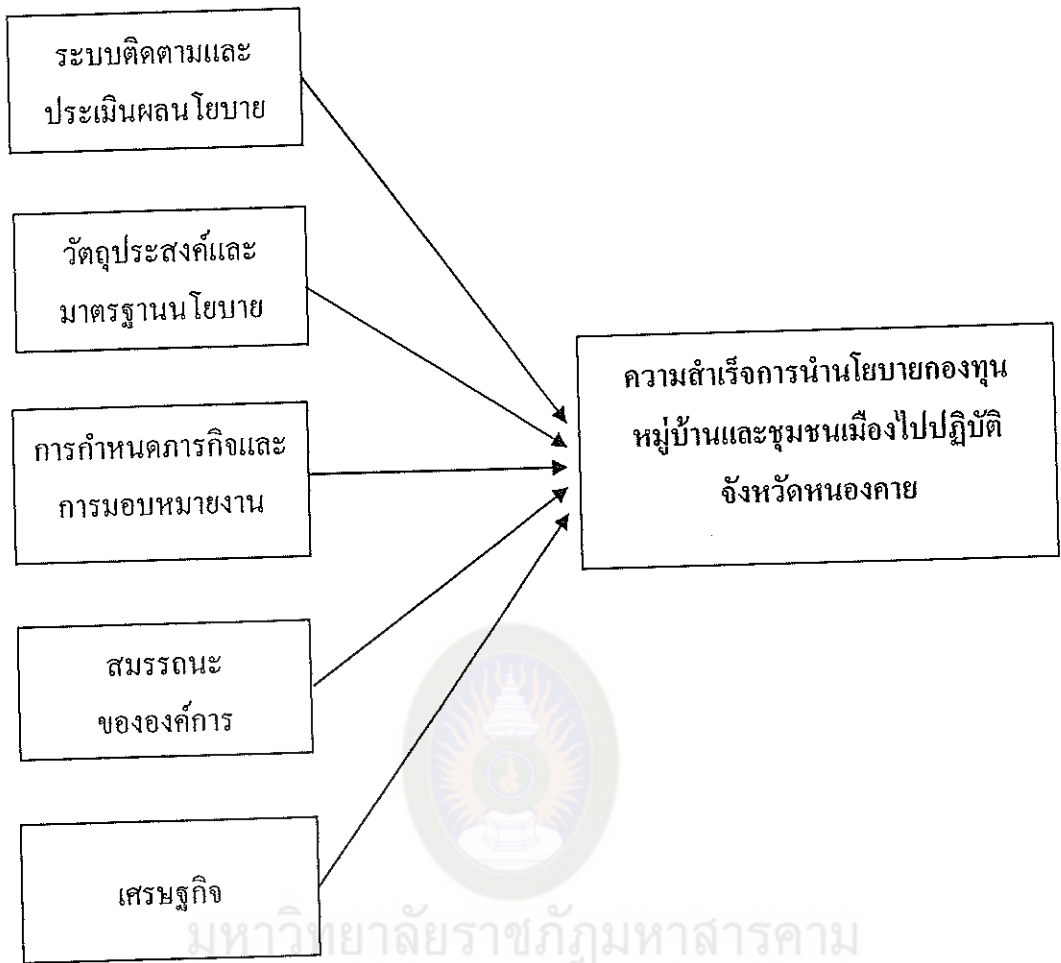 ระบบติดตามและ
ประเมินผลนโยบาย
วัตถุประสงค์และ
มาตรฐานนโยบาย
การกำหนดภารกิจและ
การมอบหมายงาน
สมรรถนะ
ขององค์การ
เศรษฐกิจ
ความสำเร็จการนำนโยบายกองทุน
หมู่บ้านและชุมชนเมืองไปปฏิบัติ
จังหวัดหนองคาย
มหาวิทยาลัยราชภัฏมหาสารคาม